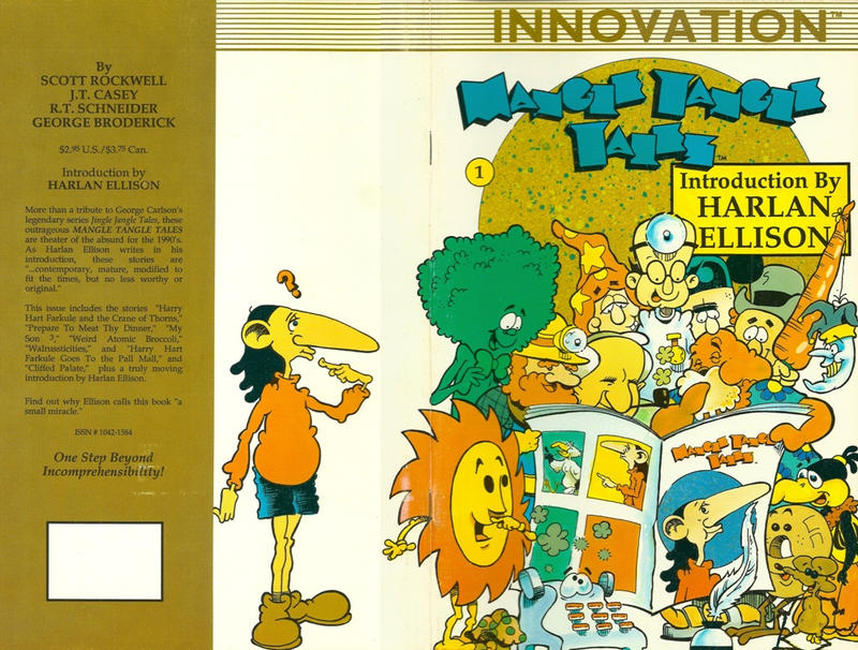 By
SCOTT ROCKWELL
J.T. CASEY
R.T. SCHNEIDER
GEORGE BRODERICK
$2.95 U.S./$3.75 Can.
Introduction by
HARLAN ELLISON
More than a tribute to George Carlson's
legendary series Jingle Jangle Tales, these
outrageous MANGLE TANGLE TALES
are theater of the absurd for the 1990's.
As Harlan Ellison writes in his
introduction, these stories are
"...contemporary, mature, modified to
fit the times, but no less worthy or
original."
This issue includes the stories "Harry
Hart Farkule and the Crane of Thorns,"
"Prepare To Meat Thy Dinner," "My
Son 3," "Weird Atomic Broccoli,"
"Walrussticities," and "Harry Hart
Farkule Goes To the Pall Mall," and
"Cliffed Palate," plus a truly moving
introduction by Harlan Ellison.
Find out why Ellison calls this book "a
small miracle."
ISSN # 1042-1584
One Step Beyond
Incomprehensibility!
?
INNOVATION™
MANGLE TANGLE
TALES™
1
Introduction By
HARLAN
ELLISON
MANGLE TANGLE
TALES